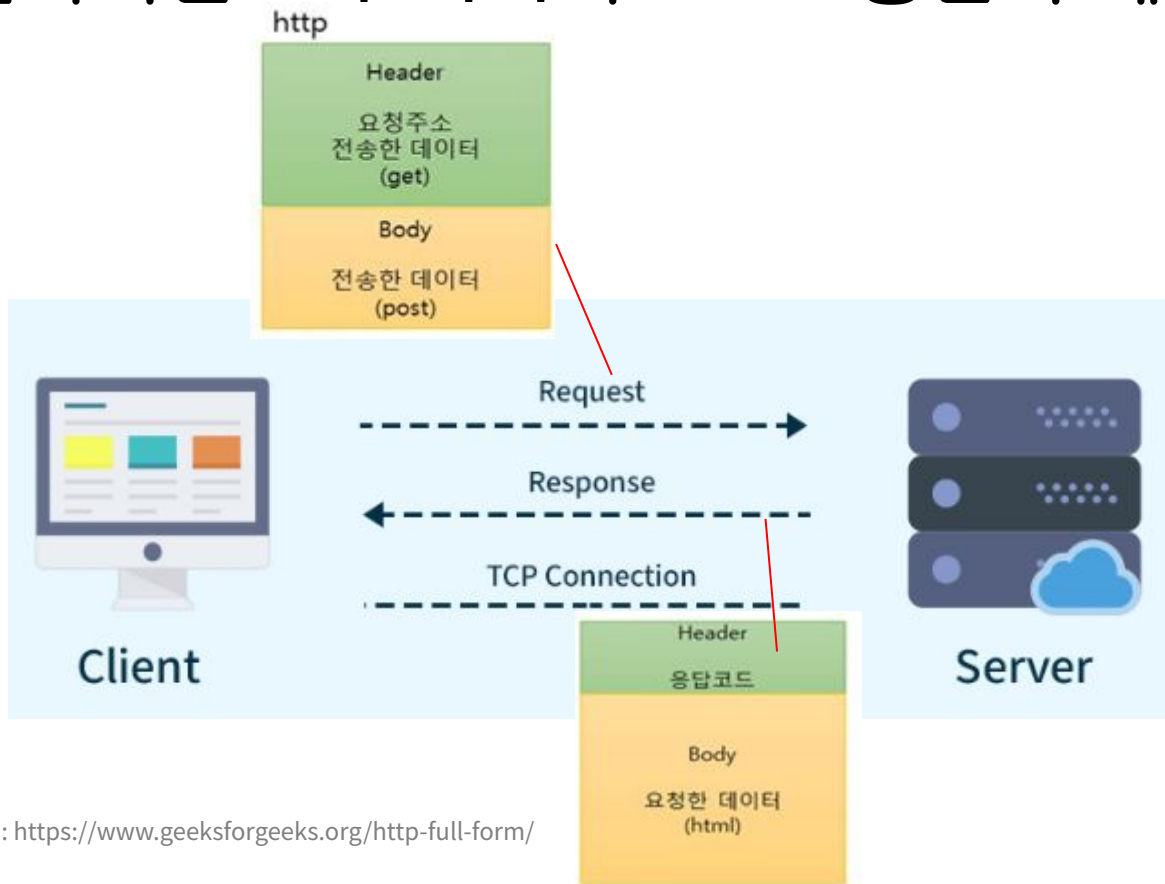 http
Header
요청주소
전송한 데이터
(get)
Body
전송한 데이터
(post)
Request
Response
TCP Connection
Client
Server
Header
응답코드
Body
요청한 데이터
(html)
: https://www.geeksforgeeks.org/http-full-form/